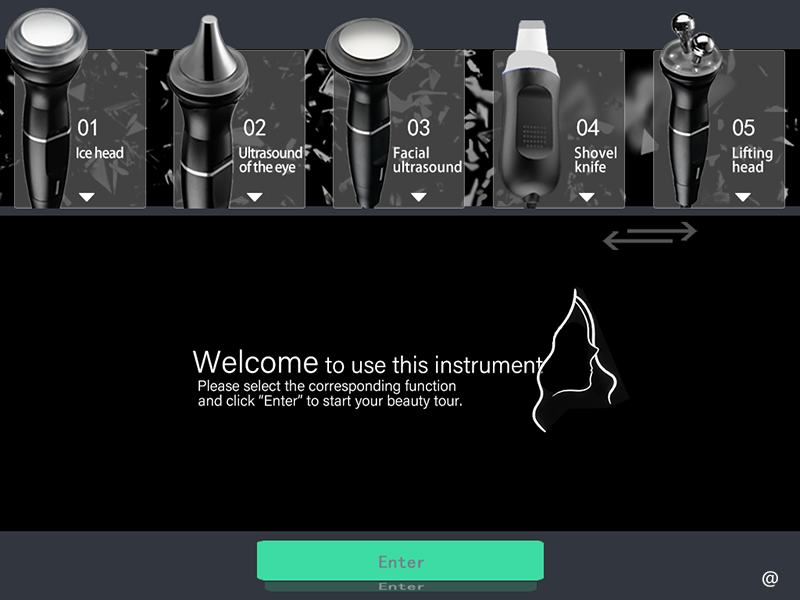 01
Ice head
02
Ultrasound
of the eye
03
Facial
ultrasound
04
Shovel
knife
05
Lifting
head
Welcome to use this instrument
Please select the corresponding function
and click “Enter” to start your beauty tour.
Enter
Enter
@